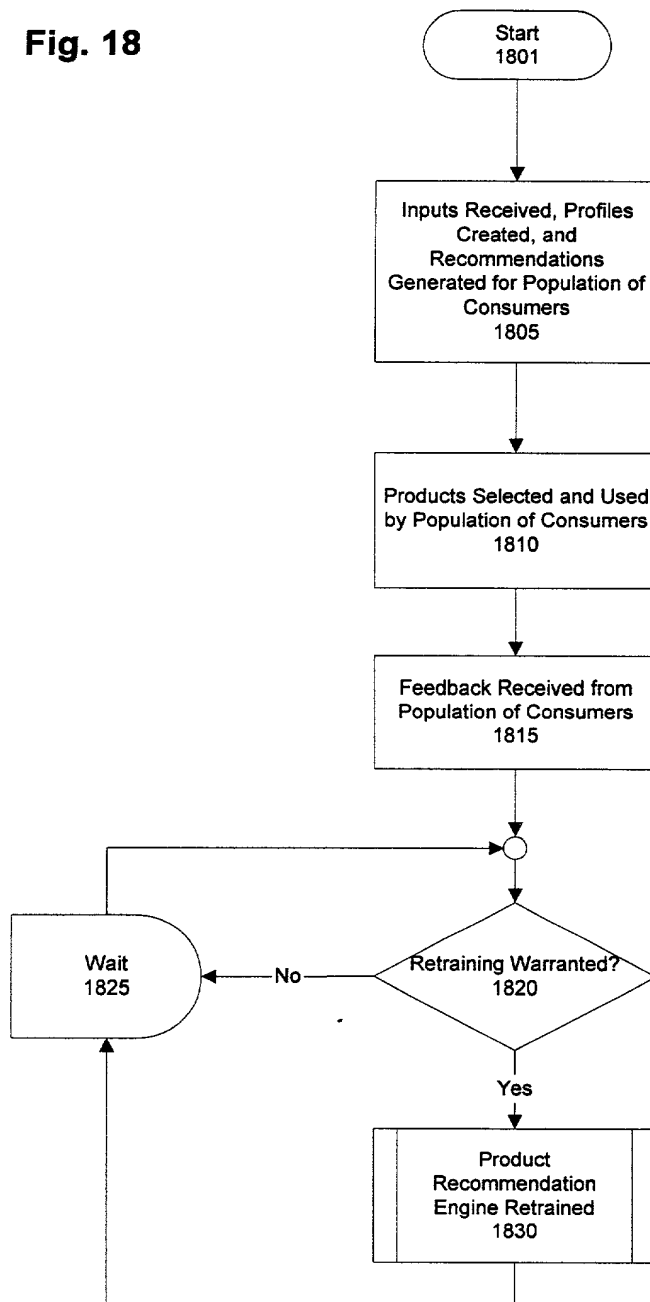 Fig. 18
Start
1801
Inputs Received, Profiles
Created, and
Recommendations
Generated for Population of
Consumers
1805
Products Selected and Used
by Population of Consumers
1810
Feedback Received from
Population of Consumers
1815
Retraining Warranted?
1820
No
Wait
1825
Yes
Product
Recommendation
Engine Retrained
1830